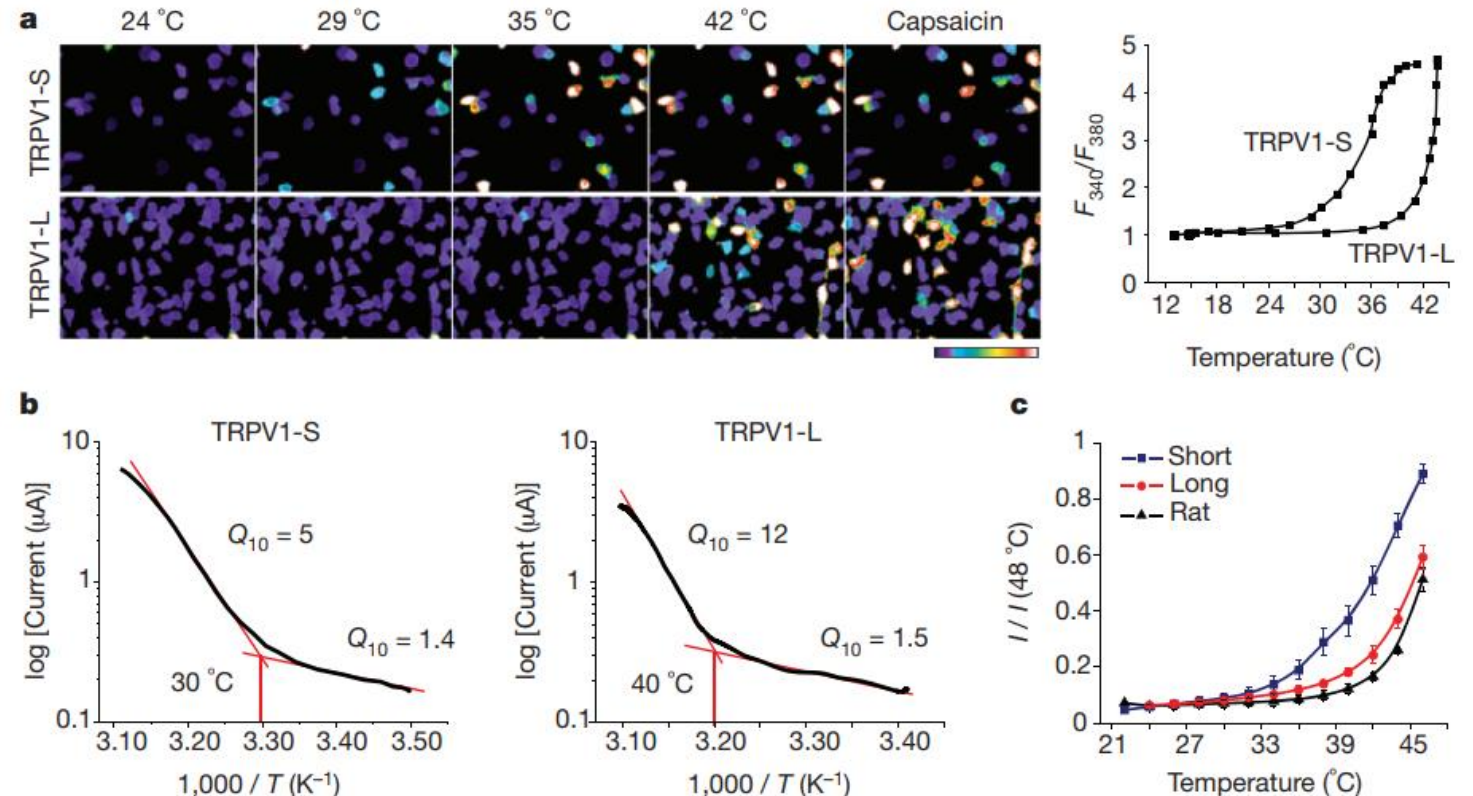 a
24 °C 29 °C 35 °C 42 °C Capsaicin
TRPV1-S
TRPV1-L
5
4
3
2
1
0
F340/F380
TRPV1-S
TRPV1-L
12 18 24 30 36 42
Temperature (°C)
b
TRPV1-S
10
1
0.1
log [Current (μA)]
Q10 = 5
Q10 = 1.4
30 °C
3.10 3.20 3.30 3.40 3.50
1,000 / T (K–1)
TRPV1-L
10
1
0.1
log [Current (μA)]
Q10 = 12
Q10 = 1.5
40 °C
3.10 3.20 3.30 3.40
1,000 / T (K–1)
c
1
0.8
0.6
0.4
0.2
0
I / I (48 °C)
Short
Long
Rat
21 27 33 39 45
Temperature (°C)